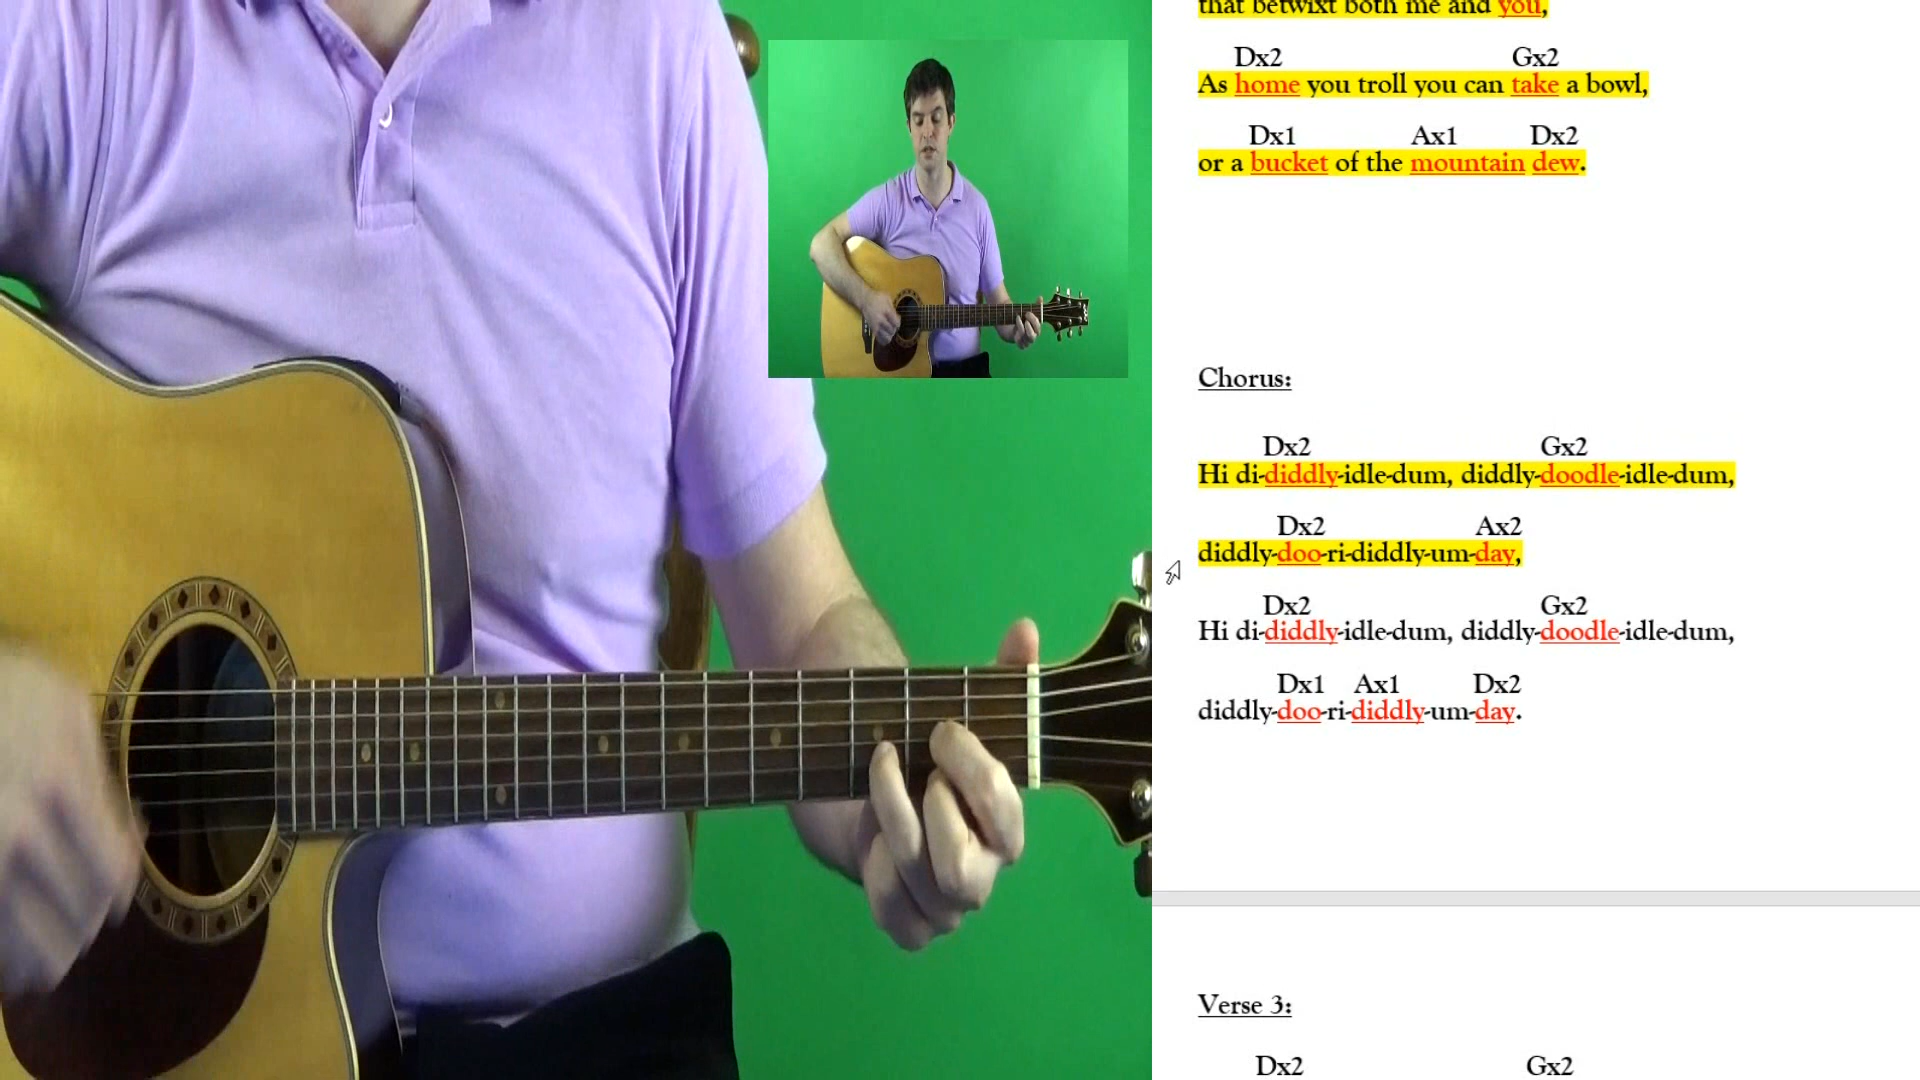 that betwixt both me and you,
Dx2 Gx2
As home you troll you can take a bowl,
Dx1 Ax1 Dx2
or a bucket of the mountain dew.
Chorus:
Dx2 Gx2
Hi di-diddly-idle-dum, diddly-doodle-idle-dum,
Dx2 Ax2
diddly-doo-ri-diddly-um-day,
Dx2 Gx2
Hi di-diddly-idle-dum, diddly-doodle-idle-dum,
Dx1 Ax1 Dx2
diddly-doo-ri-diddly-um-day.
Verse 3:
Dx2 Gx2